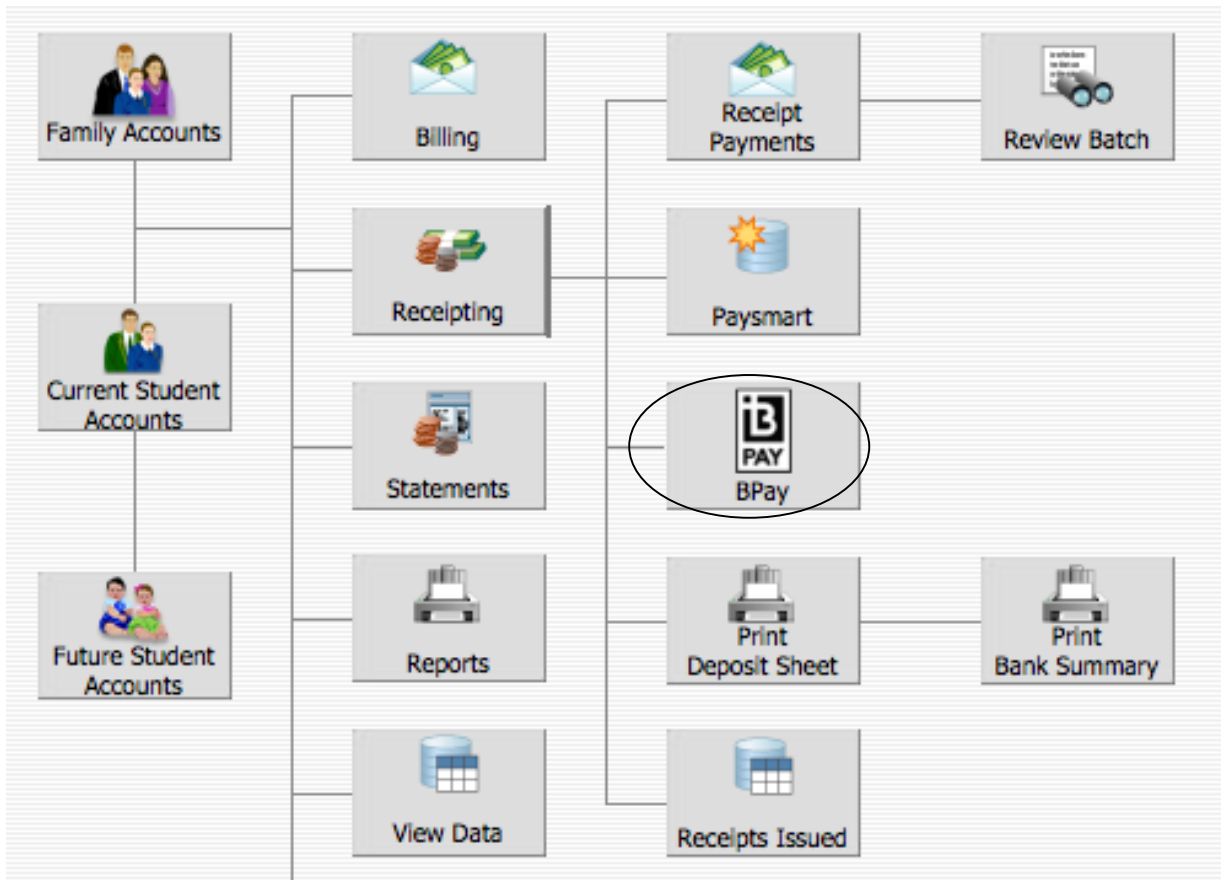 Family Accounts
Billing
Receipt
Payments
Review Batch
Receipting
Paysmart
Current Student
Accounts
Statements
B
PAY
BPay
Future Student
Accounts
Reports
Print
Deposit Sheet
Print
Bank Summary
View Data
Receipts Issued